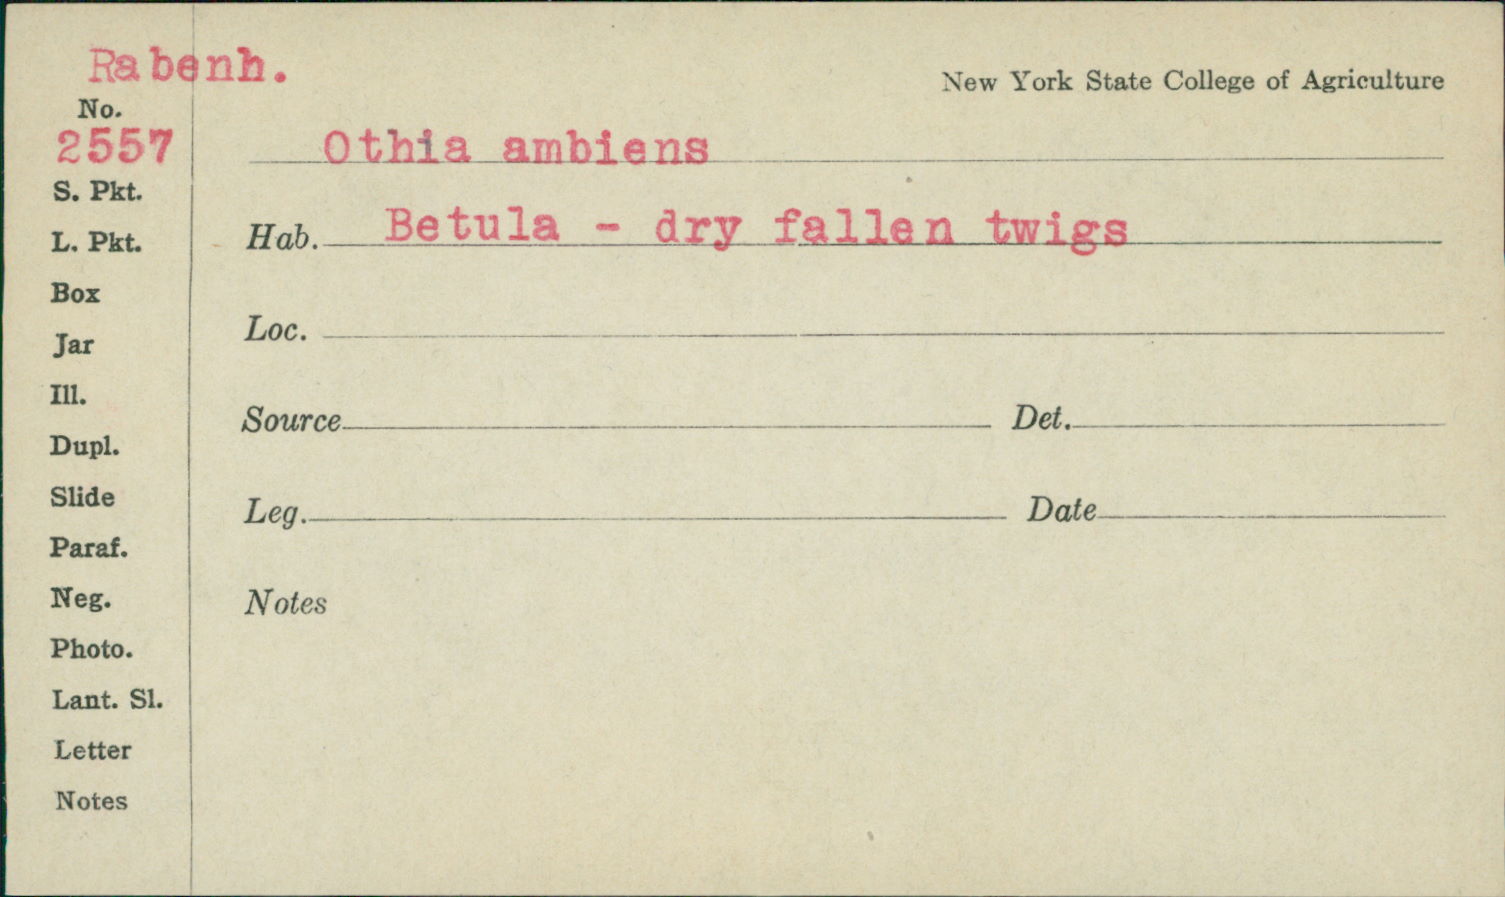 Rabenh.
New York State College of Agriculture
No.
2557
Othia ambiens
S. Pkt.
Hab. Betula - dry fallen twigs
L. Pkt.
Box
Loc.
Jar
Ill.
Source Det.
Dupl.
Slide
Leg. Date
Paraf.
Neg.
Notes
Photo.
Lant. Sl.
Letter
Notes